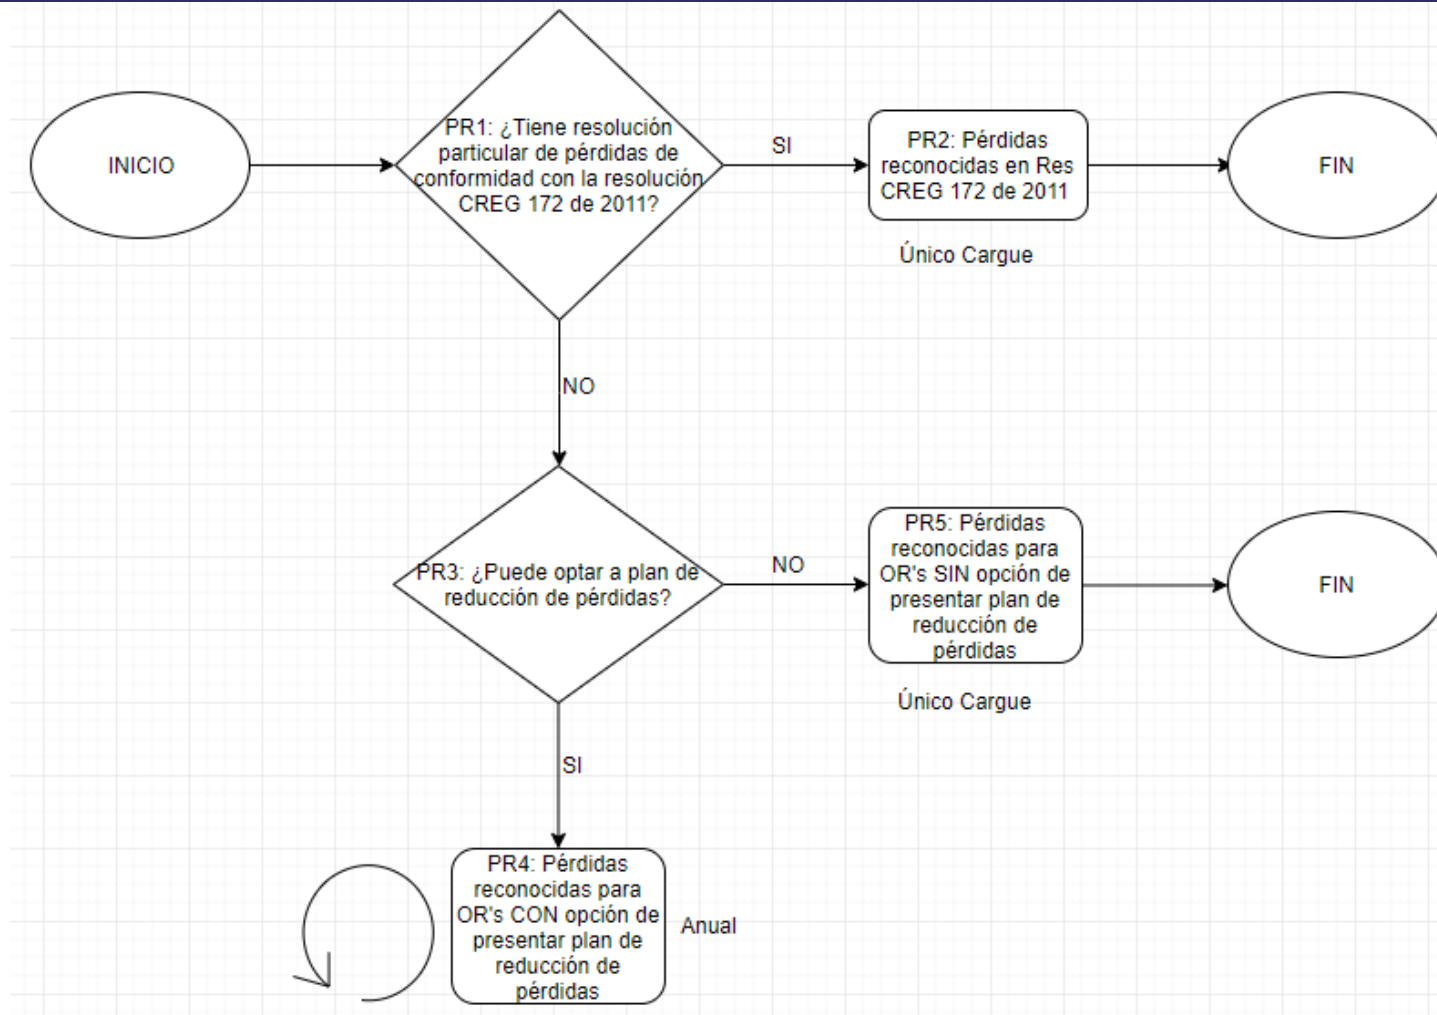 INICIO
PR1: ¿Tiene resolución
particular de pérdidas de
conformidad con la resolución
CREG 172 de 2011?
SI
PR2: Pérdidas
reconocidas en Res
CREG 172 de 2011
Único Cargue
FIN
NO
PR3: ¿Puede optar a plan de
reducción de pérdidas?
NO
PR5: Pérdidas
reconocidas para
OR's SIN opción de
presentar plan de
reducción de
pérdidas
Único Cargue
FIN
SI
PR4: Pérdidas
reconocidas para
OR's CON opción de
presentar plan de
reducción de
pérdidas
Anual